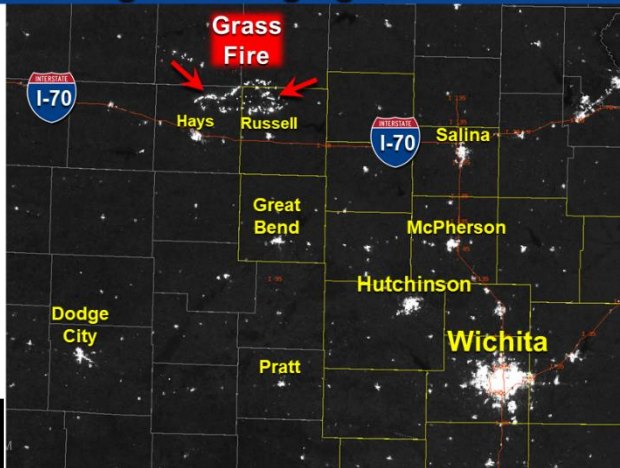 Grass
Fire
INTERSTATE
I-70
Hays
Russell
INTERSTATE
I-70
Salina
Great
Bend
McPherson
Hutchinson
Dodge
City
Wichita
Pratt